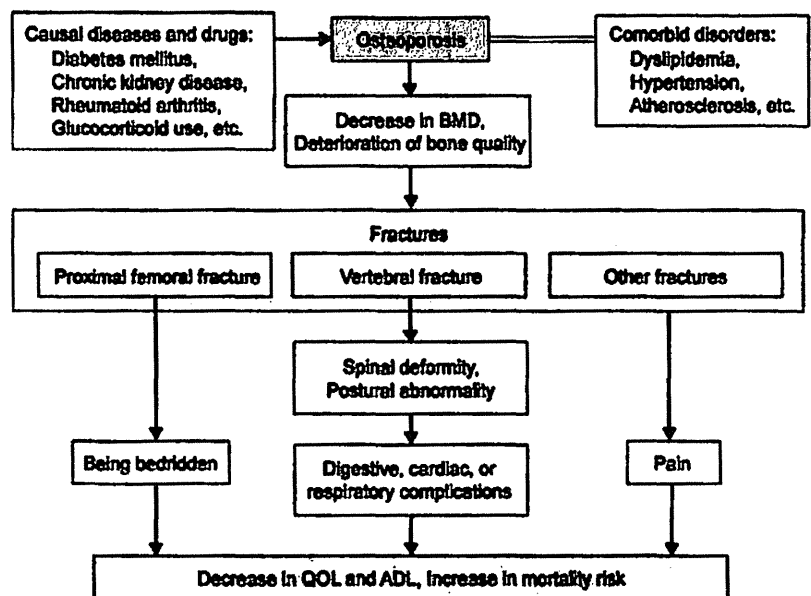 Causal diseases and drugs:
Diabetes mellitus,
Chronic kidney disease,
Rheumatoid arthritis,
Glucocorticoid use, etc.
Osteoporosis
Comorbid disorders:
Dyslipidemia,
Hypertension,
Atherosclerosis, etc.
Decrease in BMD,
Deterioration of bone quality
Fractures
Proximal femoral fracture
Vertebral fracture
Other fractures
Spinal deformity,
Postural abnormality
Being bedridden
Digestive, cardiac, or
respiratory complications
Pain
Decrease in QOL and ADL, Increase in mortality risk